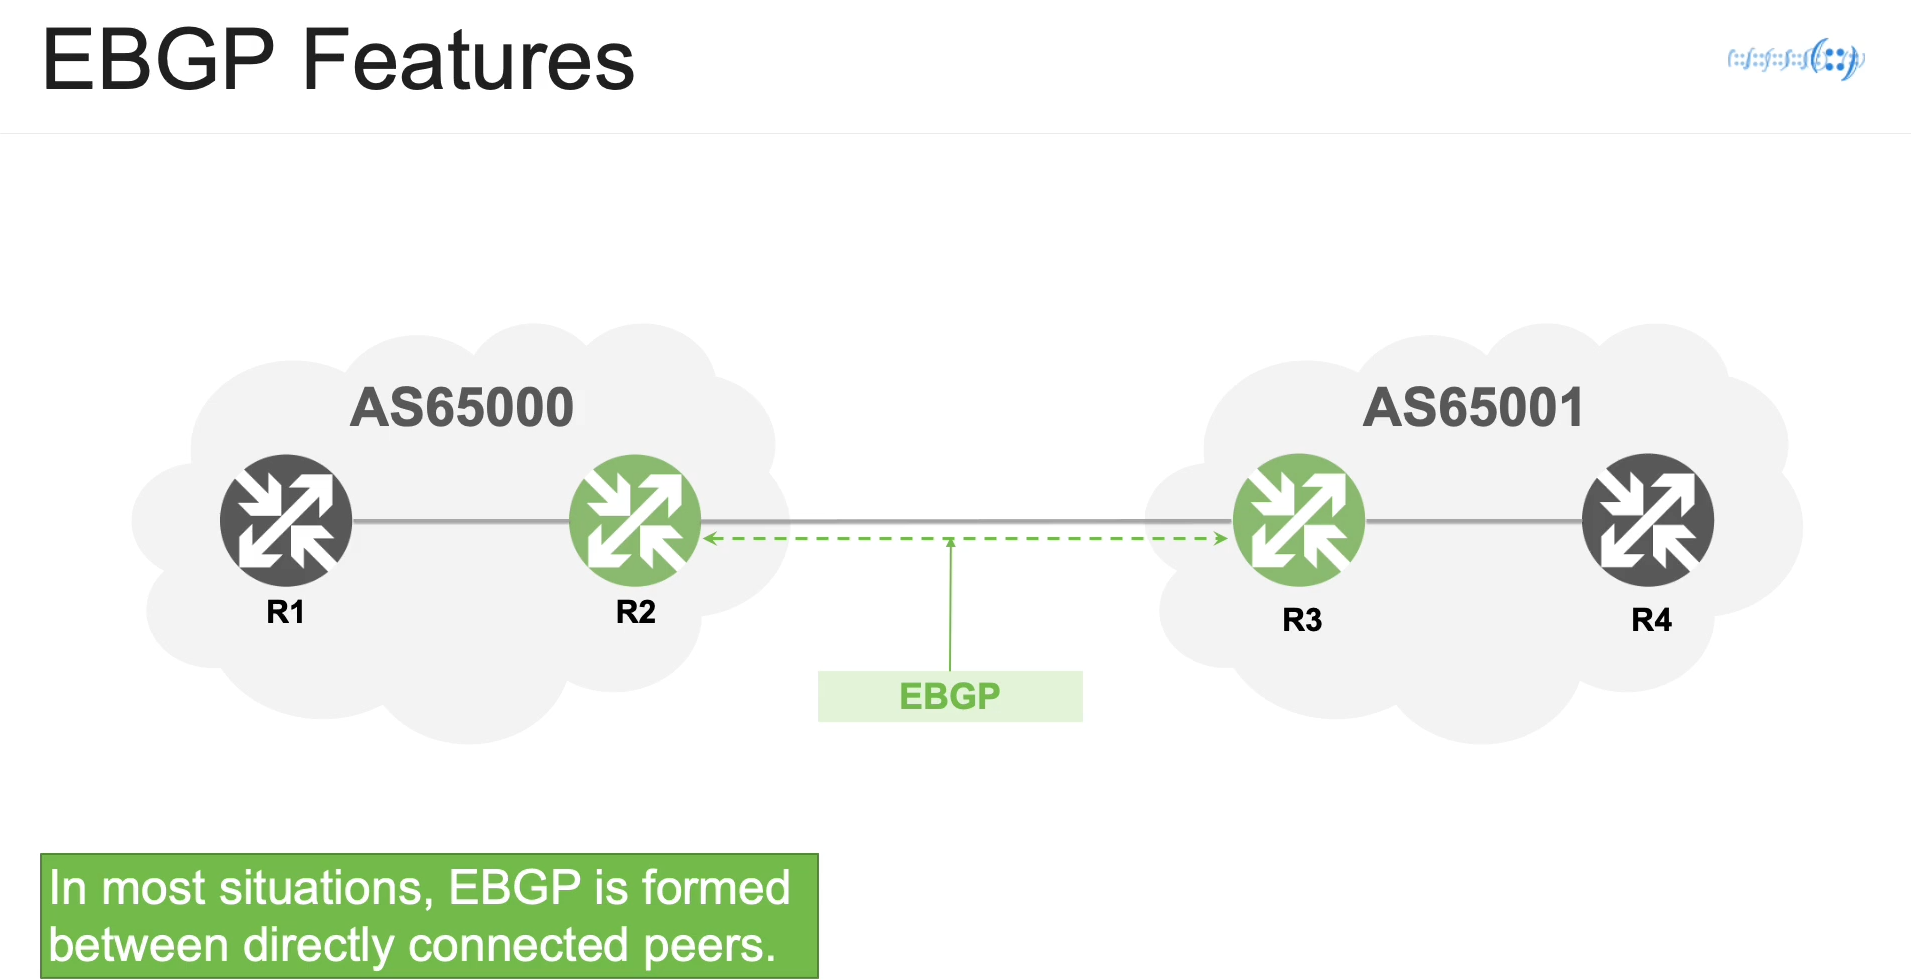 EBGP Features
AS65000
AS65001
R1
R2
R3
R4
EBGP
In most situations, EBGP is formed
between directly connected peers.